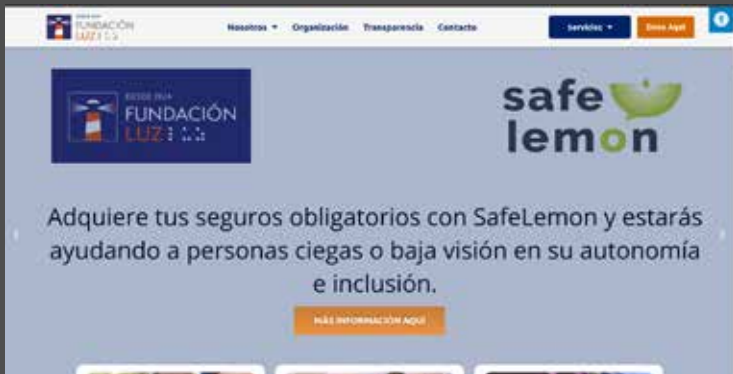 FUNDACIÓN
LUZ
Nosotros Organización Transparencia Contacto
Servicios
Dona Aquí
FUNDACIÓN
LUZ
safe
lemon
Adquiere tus seguros obligatorios con SafeLemon y estarás
ayudando a personas ciegas o baja visión en su autonomía
e inclusión.
MÁS INFORMACIÓN AQUÍ